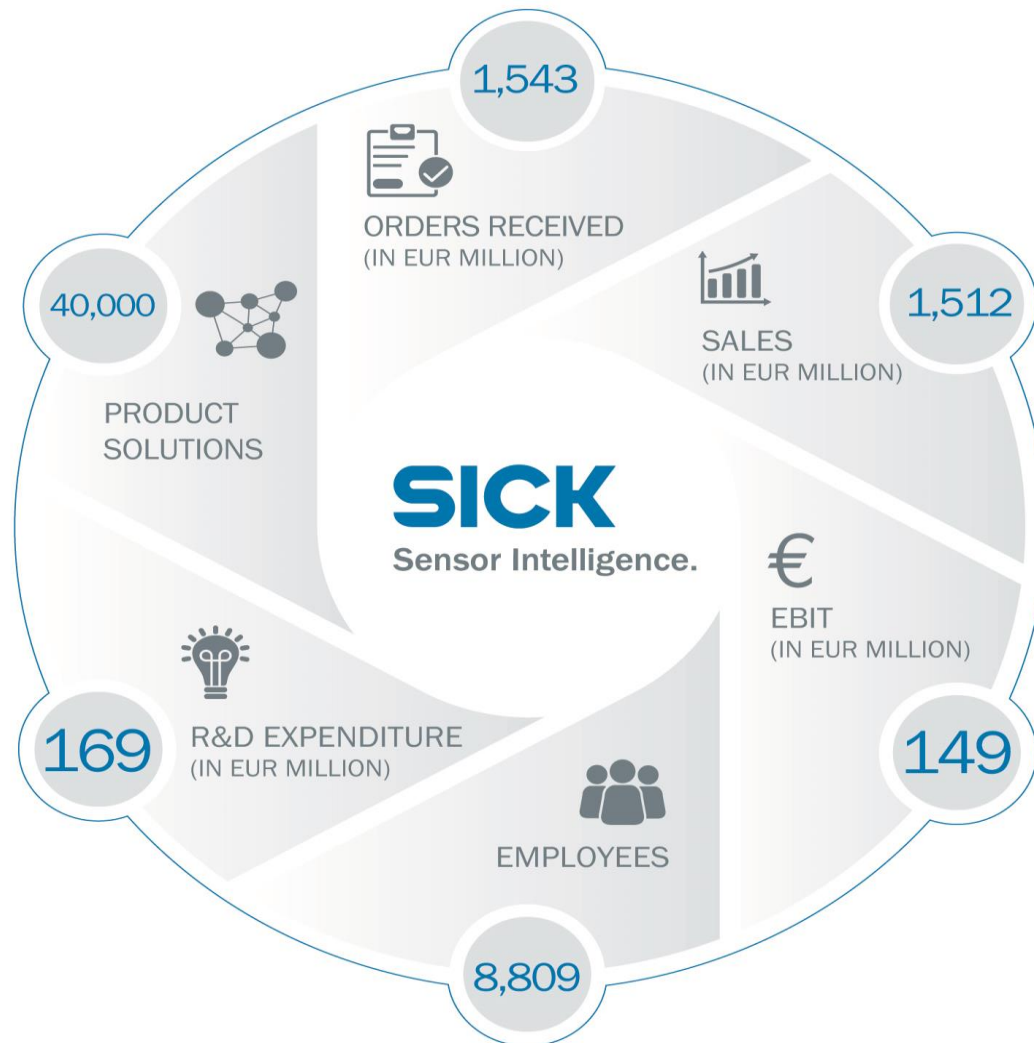 1,543
ORDERS RECEIVED
(IN EUR MILLION)
1,512
SALES
(IN EUR MILLION)
40,000
PRODUCT
SOLUTIONS
SICK
Sensor Intelligence.
€
EBIT
(IN EUR MILLION)
149
169
R&D EXPENDITURE
(IN EUR MILLION)
EMPLOYEES
8,809